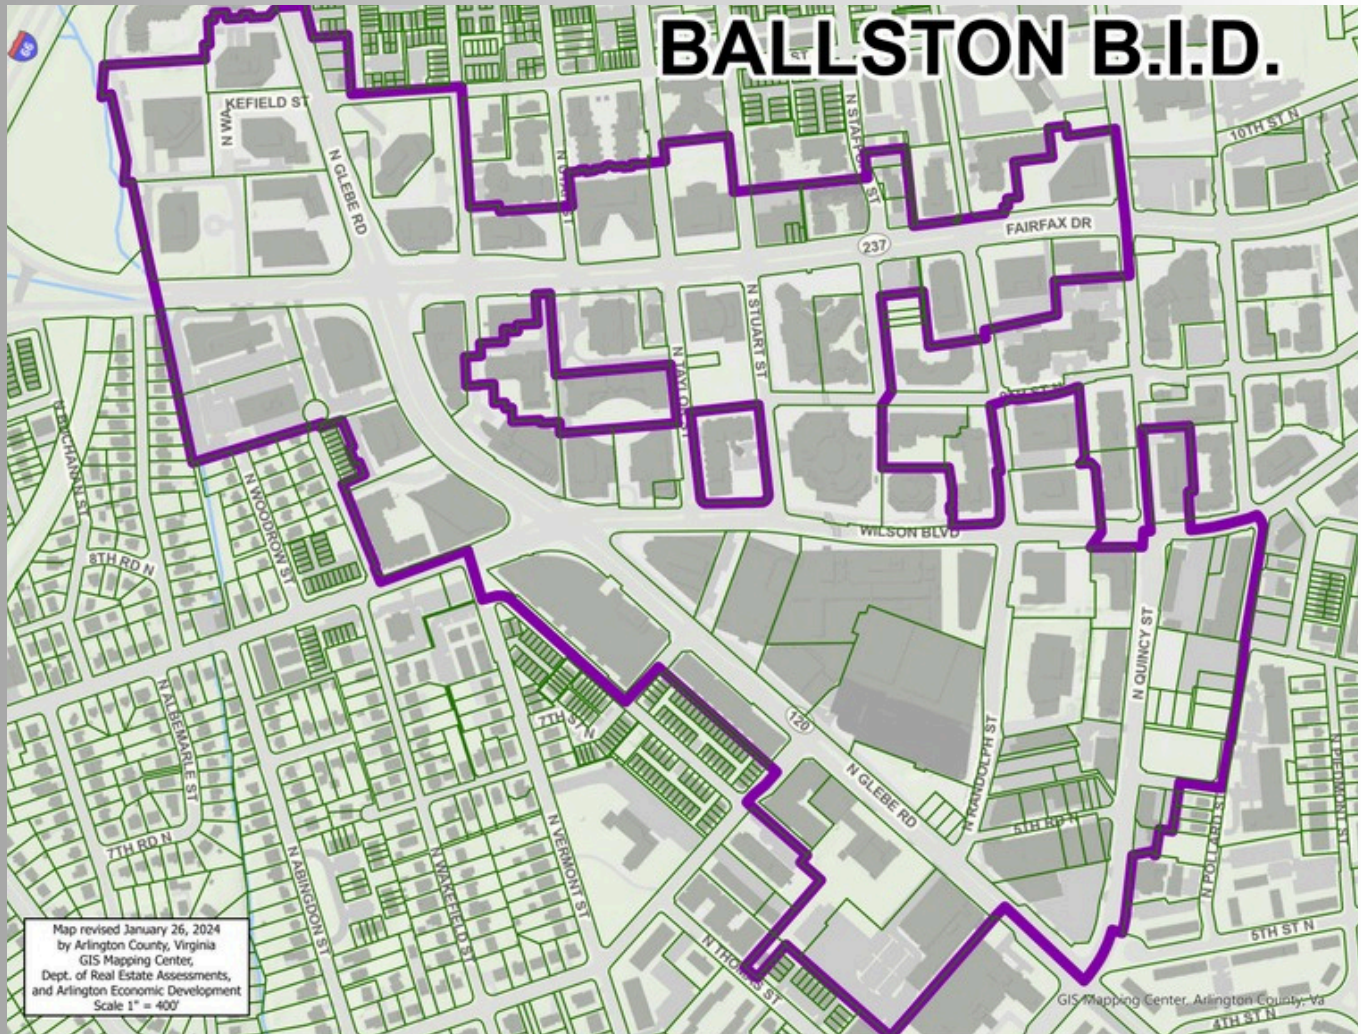 BALLSTON B.I.D.
66
KEFIELD ST
N WA
N GLEBE RD
ST
10TH ST N
FAIRFAX DR
237
N STUART ST
WILSON BLVD
N BUCHANAN ST
N WOODROW ST
8TH RD N
N ALBEMARLE ST
7TH RD N
N ABINGDON ST
N WAKEFIELD ST
N VERMONT ST
7TH ST N
120
N GLEBE RD
N RANDOLPH ST
N QUINCY ST
5TH RD N
N POLLARD ST
N PIEDMONT ST
5TH ST N
4TH ST N
N THOMAS ST
Map revised January 26, 2024
by Arlington County, Virginia
GIS Mapping Center,
Dept. of Real Estate Assessments,
and Arlington Economic Development
Scale 1" = 400'
GIS Mapping Center, Arlington County, Va